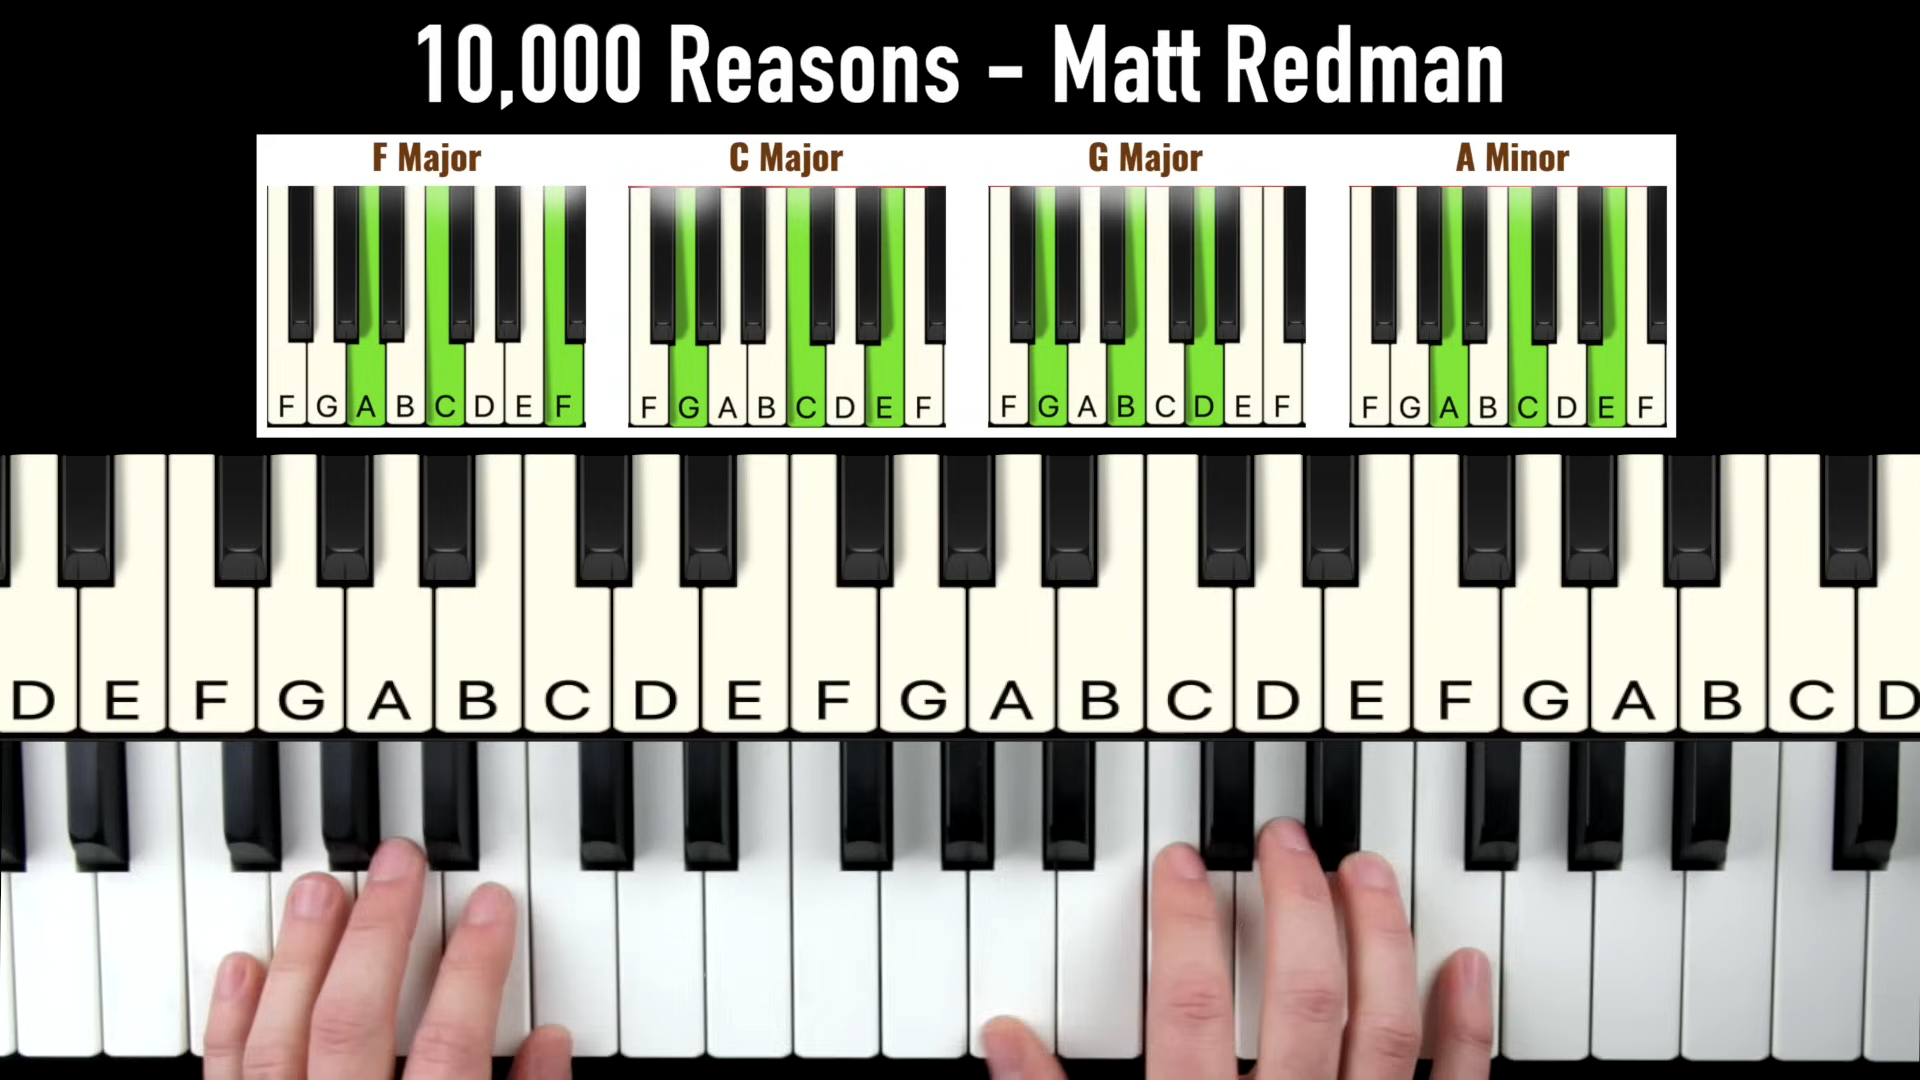 10,000 Reasons – Matt Redman
F Major C Major G Major A Minor
F G A B C D E F F G A B C D E F F G A B C D E F F G A B C D E F
D E F G A B C D E F G A B C D E F G A B C D